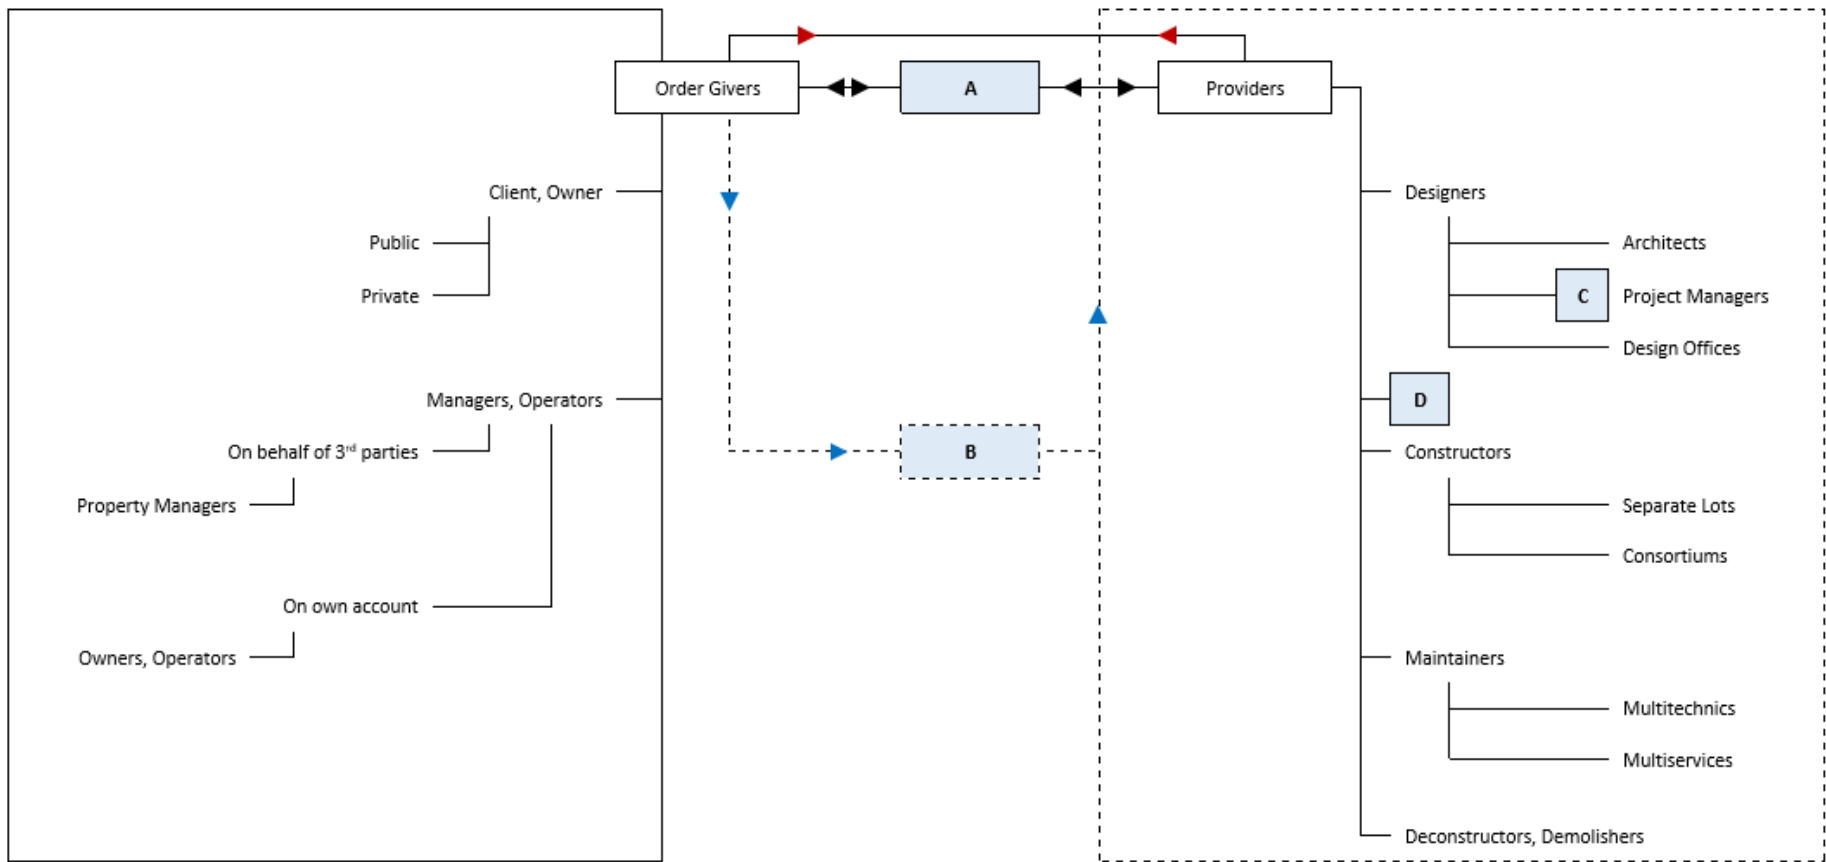 Order Givers
A
Providers
Client, Owner
Designers
Public
Architects
Private
C
Project Managers
Design Offices
Managers, Operators
D
On behalf of 3rd parties
B
Constructors
Property Managers
Separate Lots
Consortiums
On own account
Owners, Operators
Maintainers
Multitechnics
Multiservices
Deconstructors, Demolishers